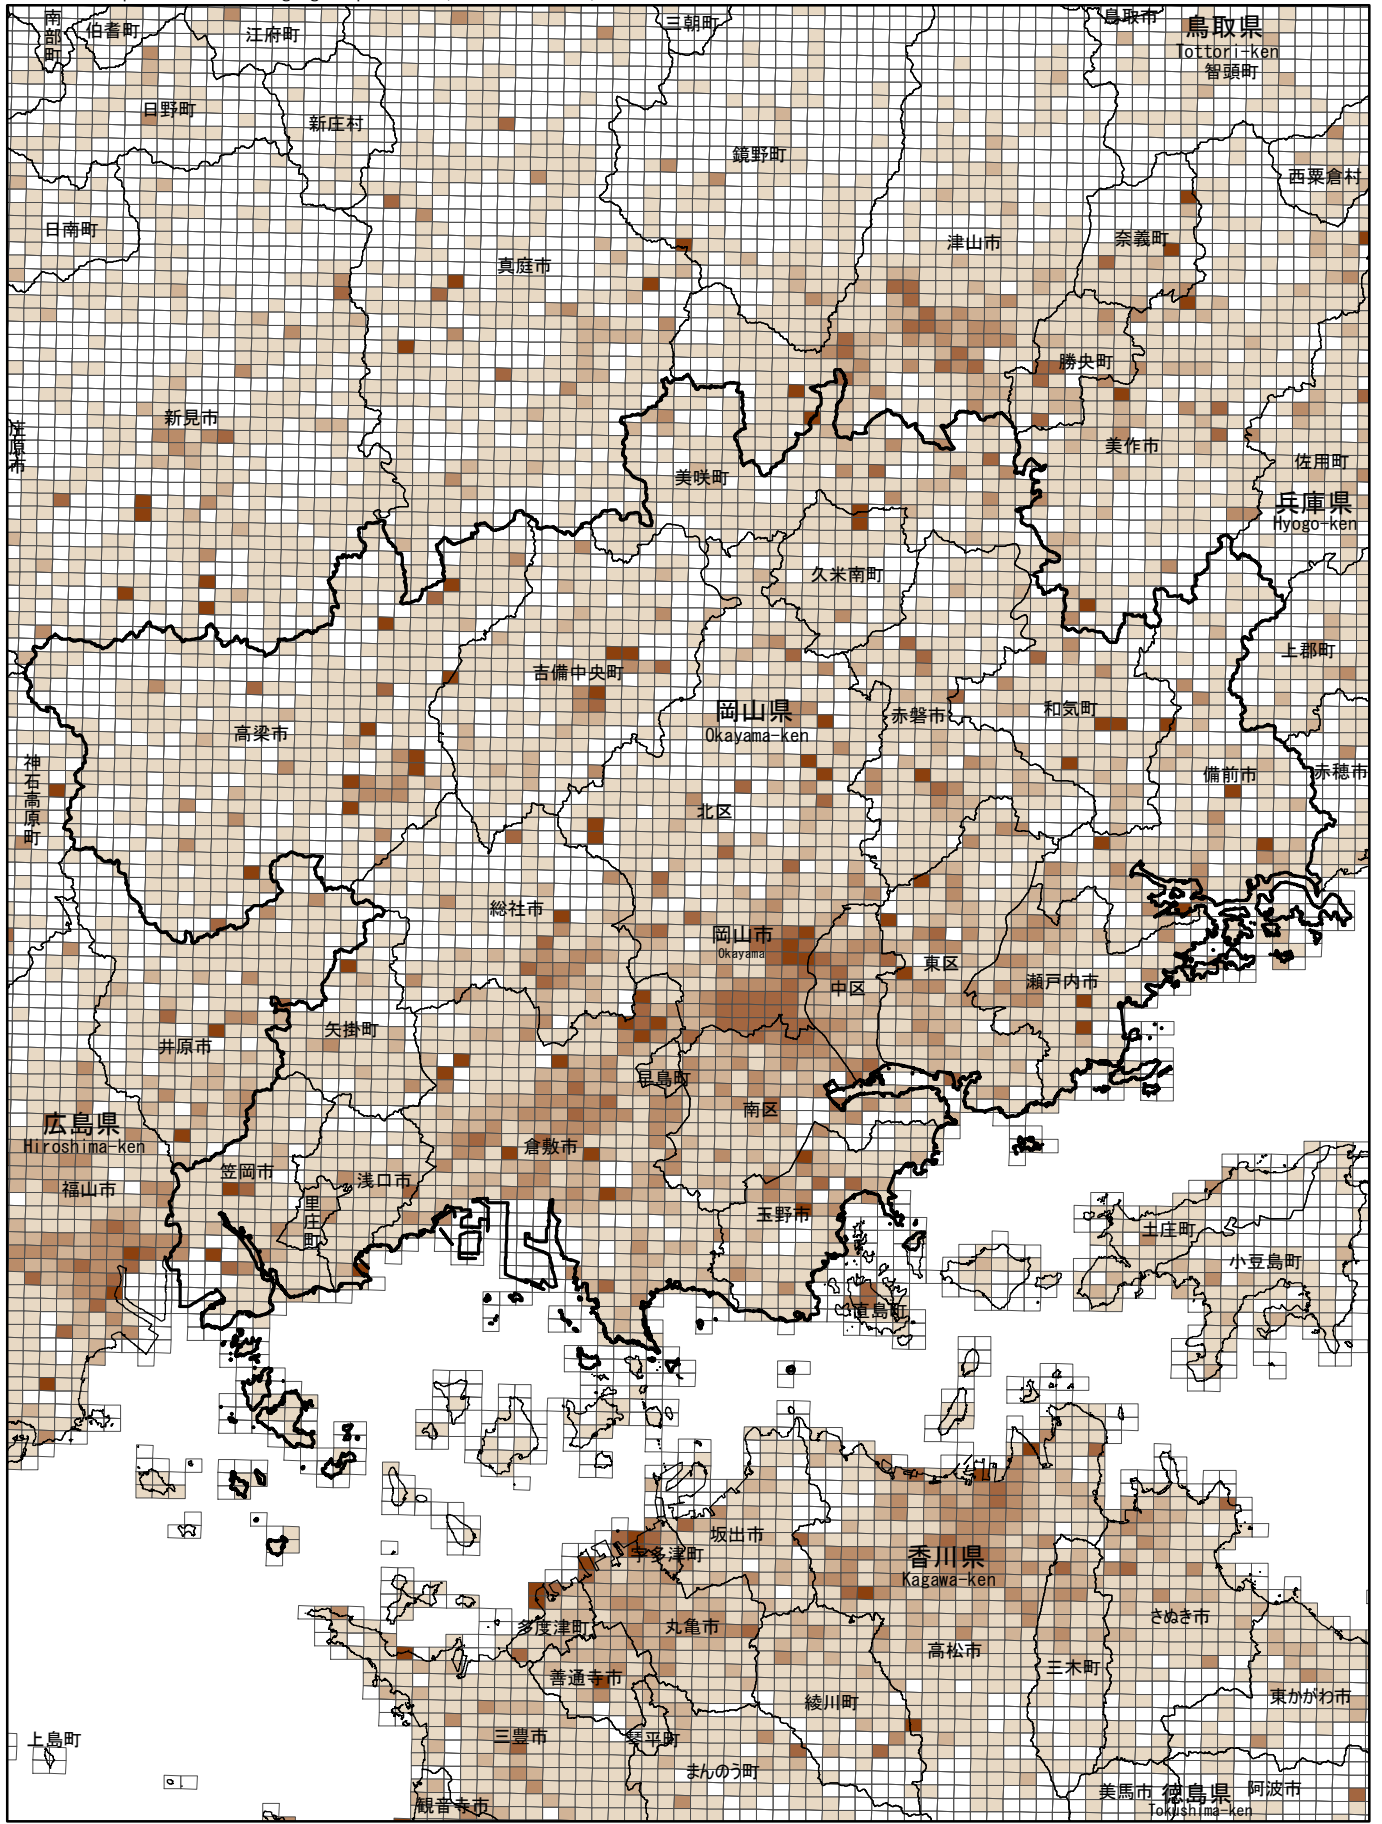 南部町
伯耆町
江府町
三朝町
鳥取市
鳥取県
Tottori-ken
智頭町
日野町
新庄村
鏡野町
西粟倉村
日南町
真庭市
津山市
奈義町
勝央町
新見市
庄原市
美咲町
美作市
佐用町
兵庫県
Hyogo-ken
久米南町
上郡町
吉備中央町
岡山県
Okayama-ken
赤磐市
和気町
高梁市
神石高原町
備前市
赤穂市
北区
総社市
岡山市
Okayama
東区
中区
瀬戸内市
矢掛町
井原市
早島町
南区
広島県
Hiroshima-ken
倉敷市
福山市
笠岡市
浅口市
里庄町
玉野市
土庄町
小豆島町
直島町
坂出市
宇多津町
香川県
Kagawa-ken
多度津町
丸亀市
さぬき市
高松市
三木町
善通寺市
綾川町
東かがわ市
三豊市
琴平町
上島町
まんのう町
美馬市
徳島県
Tokushima-ken
阿波市
観音寺市